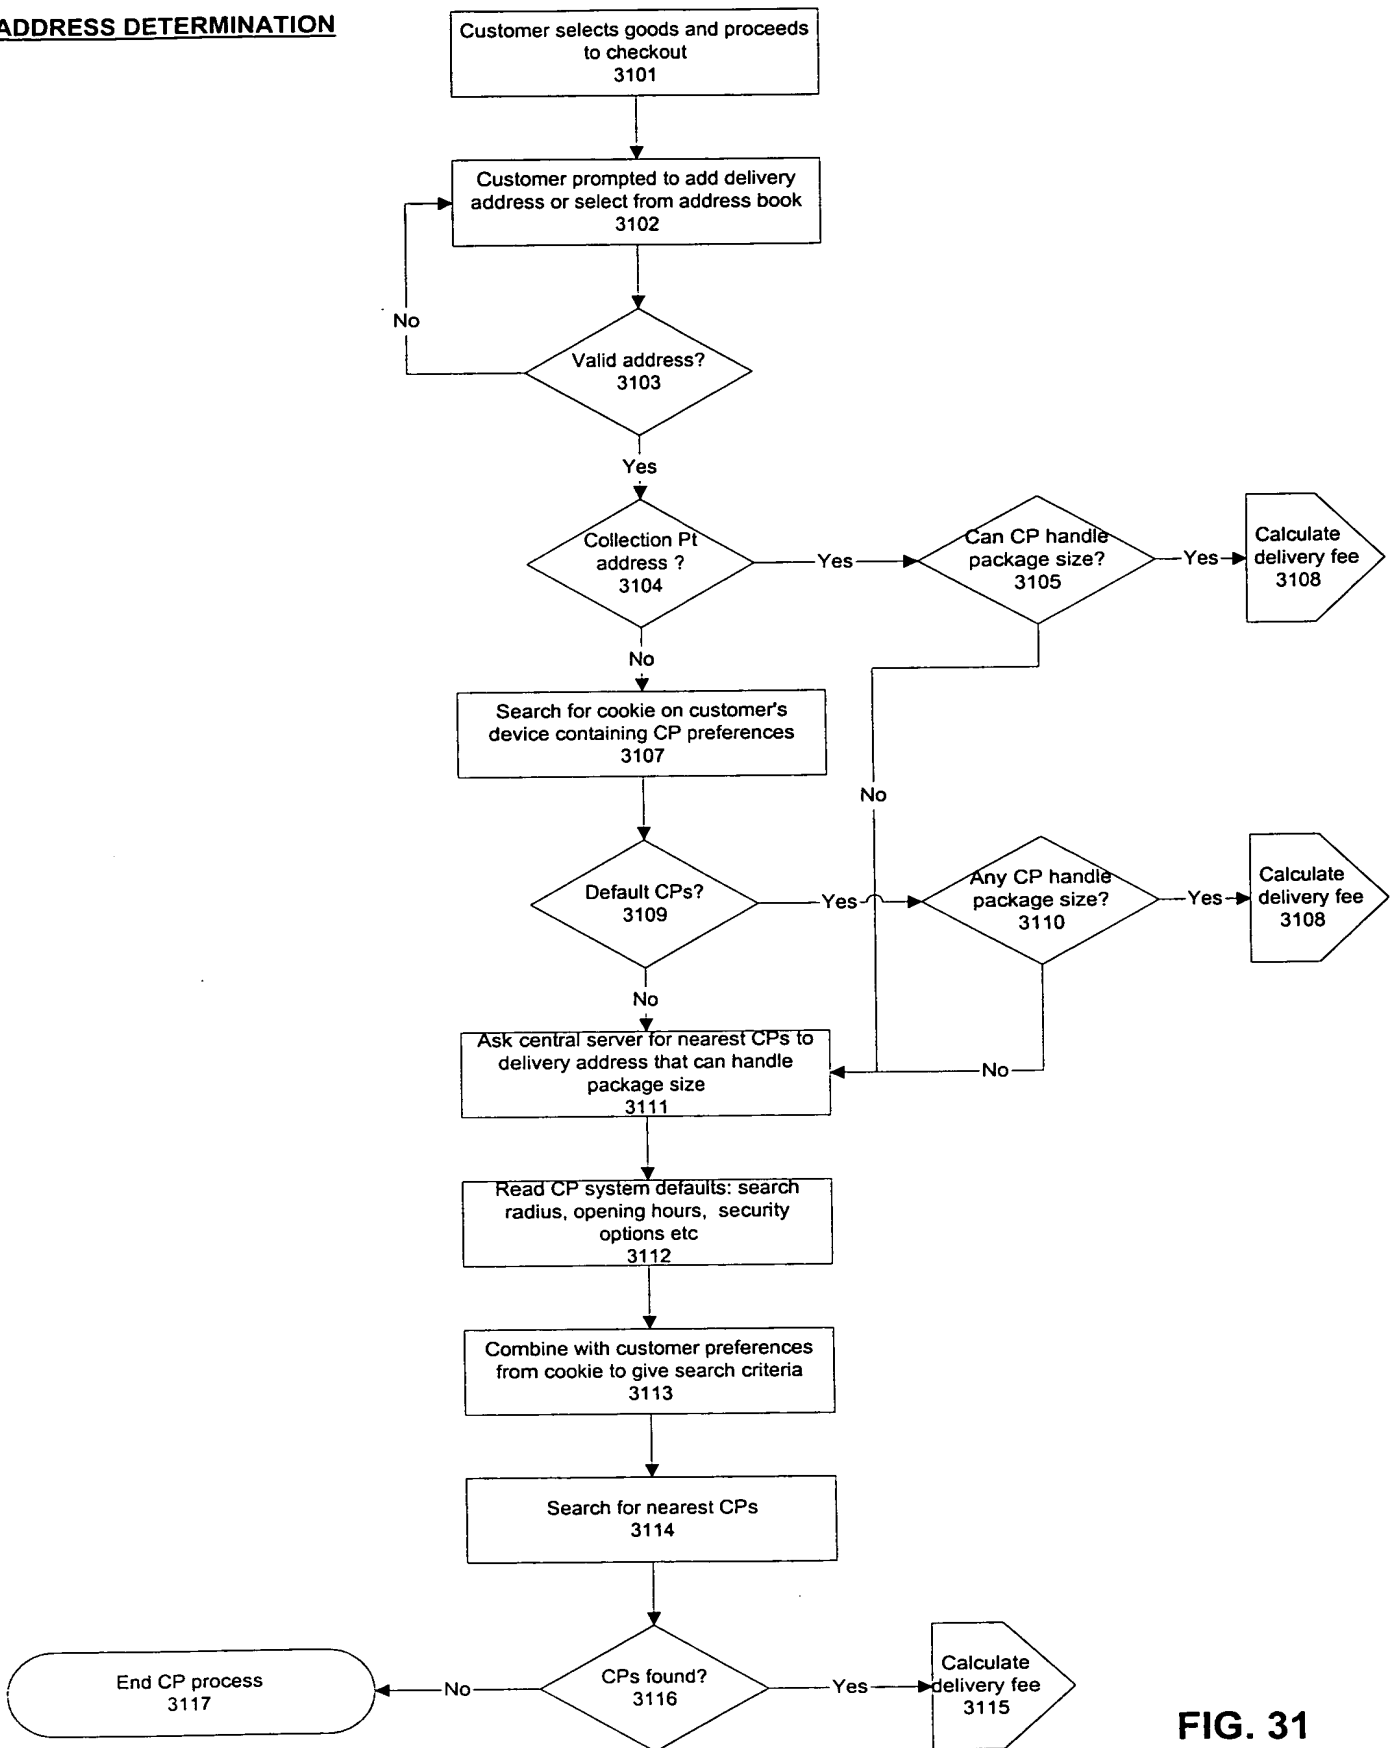 ADDRESS DETERMINATION
Customer selects goods and proceeds
to checkout
3101
Customer prompted to add delivery
address or select from address book
3102
No
Valid address?
3103
Yes
Collection Pt
address ?
3104
Yes
Can CP handle
package size?
3105
Yes
Calculate
delivery fee
3108
No
Search for cookie on customer's
device containing CP preferences
3107
No
Default CPs?
3109
Yes
Any CP handle
package size?
3110
Yes
Calculate
delivery fee
3108
No
Ask central server for nearest CPs to
delivery address that can handle
package size
3111
No
Read CP system defaults: search
radius, opening hours, security
options etc
3112
Combine with customer preferences
from cookie to give search criteria
3113
Search for nearest CPs
3114
End CP process
3117
No
CPs found?
3116
Yes
Calculate
delivery fee
3115
FIG. 31